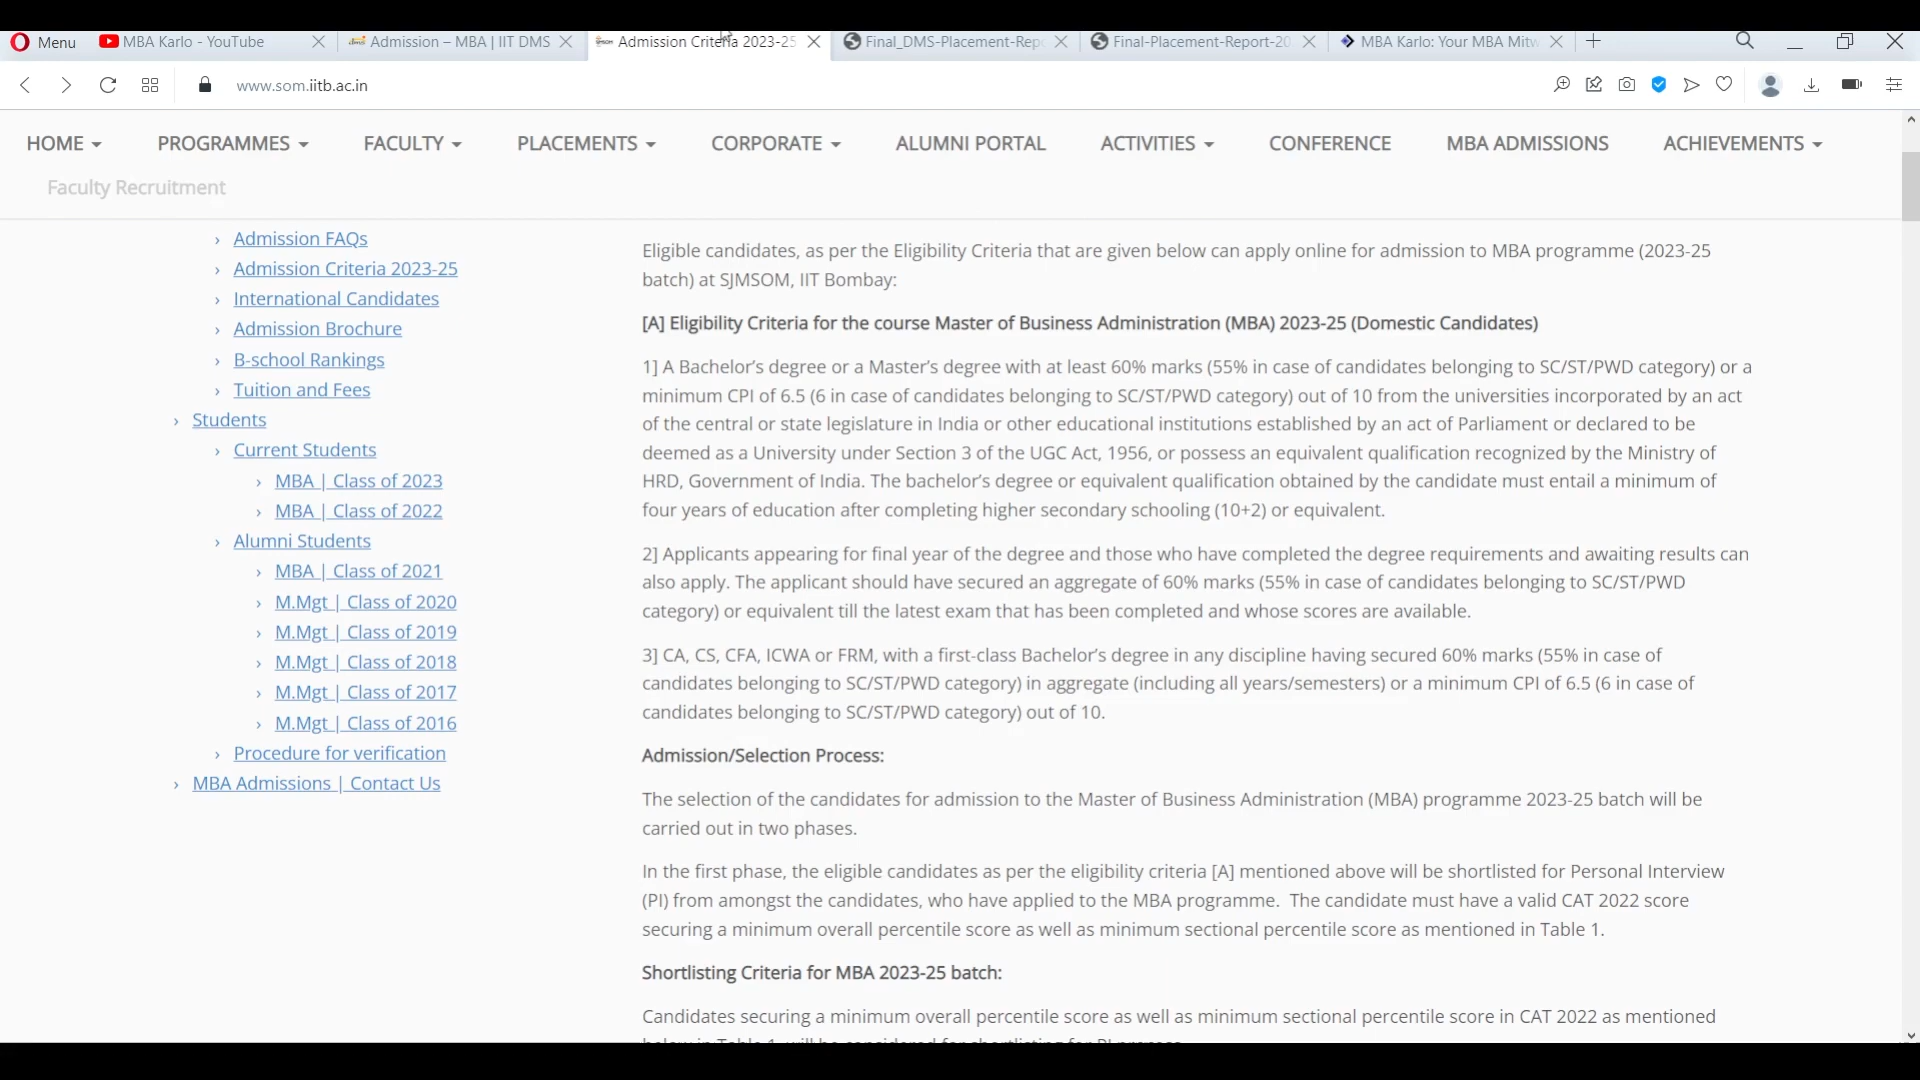 Menu
MBA Karlo - YouTube
Admission – MBA | IIT DMS
Admission Criteria 2023-25
Final_DMS-Placement-Rep
Final-Placement-Report-20
MBA Karlo: Your MBA Mitw
www.som.iitb.ac.in
HOME
PROGRAMMES
FACULTY
PLACEMENTS
CORPORATE
ALUMNI PORTAL
ACTIVITIES
CONFERENCE
MBA ADMISSIONS
ACHIEVEMENTS
Faculty Recruitment
Admission FAQs
Admission Criteria 2023-25
International Candidates
Admission Brochure
B-school Rankings
Tuition and Fees
Students
Current Students
MBA | Class of 2023
MBA | Class of 2022
Alumni Students
MBA | Class of 2021
M.Mgt | Class of 2020
M.Mgt | Class of 2019
M.Mgt | Class of 2018
M.Mgt | Class of 2017
M.Mgt | Class of 2016
Procedure for verification
MBA Admissions | Contact Us
Eligible candidates, as per the Eligibility Criteria that are given below can apply online for admission to MBA programme (2023-25
batch) at SJMSOM, IIT Bombay:
[A] Eligibility Criteria for the course Master of Business Administration (MBA) 2023-25 (Domestic Candidates)
1] A Bachelor’s degree or a Master’s degree with at least 60% marks (55% in case of candidates belonging to SC/ST/PWD category) or a
minimum CPI of 6.5 (6 in case of candidates belonging to SC/ST/PWD category) out of 10 from the universities incorporated by an act
of the central or state legislature in India or other educational institutions established by an act of Parliament or declared to be
deemed as a University under Section 3 of the UGC Act, 1956, or possess an equivalent qualification recognized by the Ministry of
HRD, Government of India. The bachelor’s degree or equivalent qualification obtained by the candidate must entail a minimum of
four years of education after completing higher secondary schooling (10+2) or equivalent.
2] Applicants appearing for final year of the degree and those who have completed the degree requirements and awaiting results can
also apply. The applicant should have secured an aggregate of 60% marks (55% in case of candidates belonging to SC/ST/PWD
category) or equivalent till the latest exam that has been completed and whose scores are available.
3] CA, CS, CFA, ICWA or FRM, with a first-class Bachelor’s degree in any discipline having secured 60% marks (55% in case of
candidates belonging to SC/ST/PWD category) in aggregate (including all years/semesters) or a minimum CPI of 6.5 (6 in case of
candidates belonging to SC/ST/PWD category) out of 10.
Admission/Selection Process:
The selection of the candidates for admission to the Master of Business Administration (MBA) programme 2023-25 batch will be
carried out in two phases.
In the first phase, the eligible candidates as per the eligibility criteria [A] mentioned above will be shortlisted for Personal Interview
(PI) from amongst the candidates, who have applied to the MBA programme. The candidate must have a valid CAT 2022 score
securing a minimum overall percentile score as well as minimum sectional percentile score as mentioned in Table 1.
Shortlisting Criteria for MBA 2023-25 batch:
Candidates securing a minimum overall percentile score as well as minimum sectional percentile score in CAT 2022 as mentioned
below in Table 1, will be considered for shortlisting for PI process.